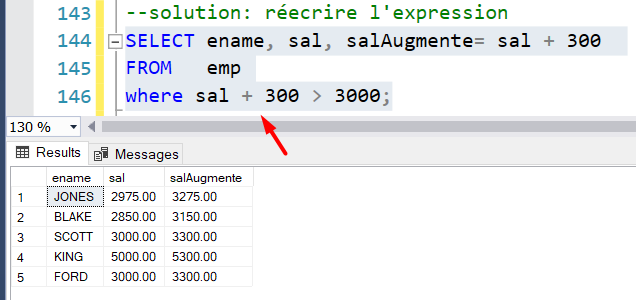 143 --solution: réecrire l'expression
144 SELECT ename, sal, salAugmente= sal + 300
145 FROM emp
146 where sal + 300 > 3000;
130 %
Results Messages
ename sal salAugmente
1 JONES 2975.00 3275.00
2 BLAKE 2850.00 3150.00
3 SCOTT 3000.00 3300.00
4 KING 5000.00 5300.00
5 FORD 3000.00 3300.00